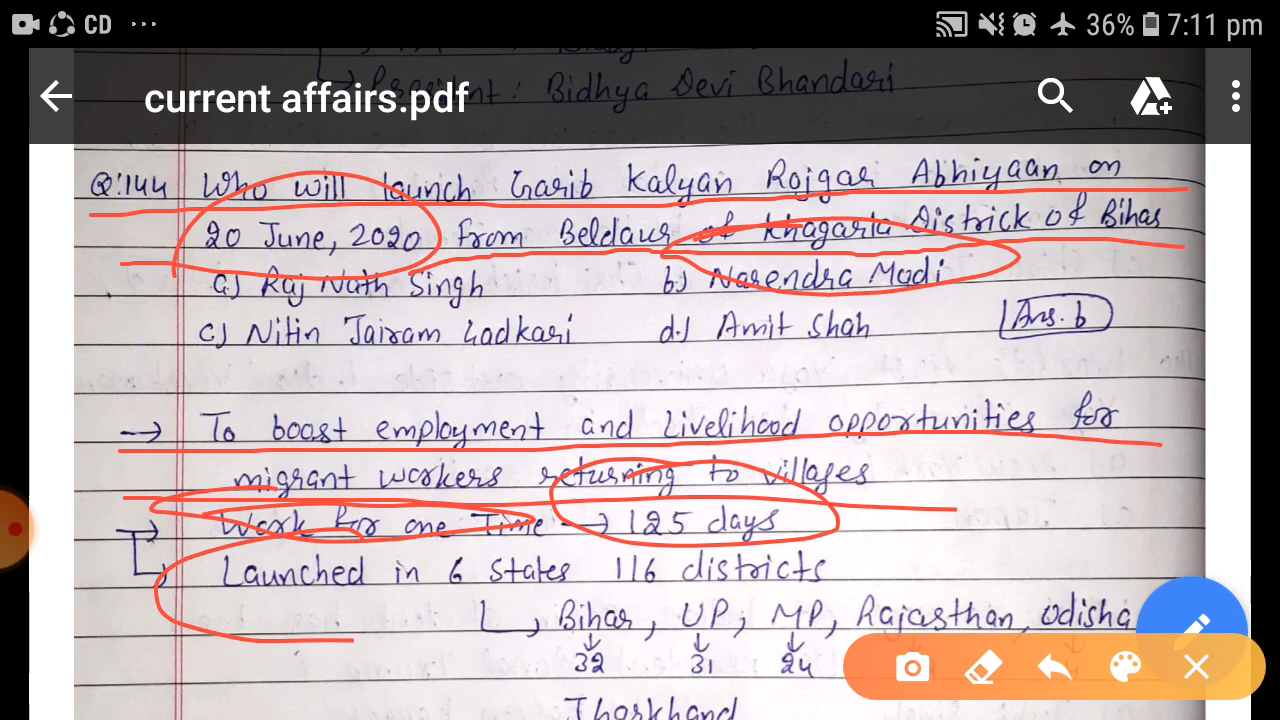 CD ... 36% 7:11 pm
current affairs.pdf
President : Bidhya Devi Bhandari
Q:144 Who will launch Garib Kalyan Rojgar Abhiyaan on
20 June, 2020 from Beldaur of Khagaria Districk of Bihar
a.) Raj Nath Singh b.) Narendra Modi
c.) Nitin Jairam Gadkari d.) Amit Shah Ans. b
→ To boost employment and Livelihood opportunities for
migrant workers returning to villages
→ Work for one Time → 125 days
Launched in 6 states 116 districts
Bihar, UP, MP, Rajasthan, Odisha
32 31 24
Jharkhand